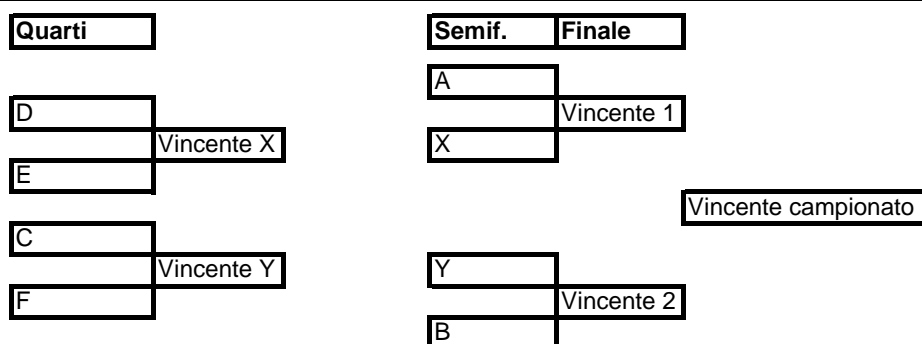 Quarti Semif. Finale
A
D Vincente 1
Vincente X X
E
Vincente campionato
C
Vincente Y Y
F Vincente 2
B